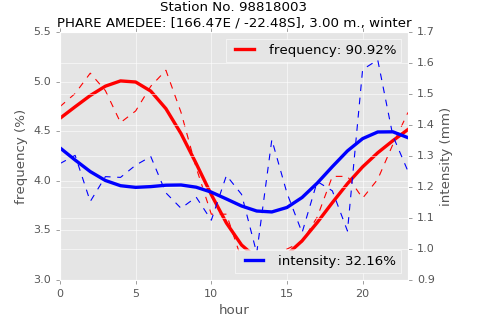 Station No. 98818003
PHARE AMEDEE: [166.47E / -22.48S], 3.00 m., winter
5.5
5.0
4.5
4.0
3.5
3.0
frequency (%)
1.7
1.6
1.5
1.4
1.3
1.2
1.1
1.0
0.9
intensity (mm)
frequency: 90.92%
intensity: 32.16%
0 5 10 15 20
hour